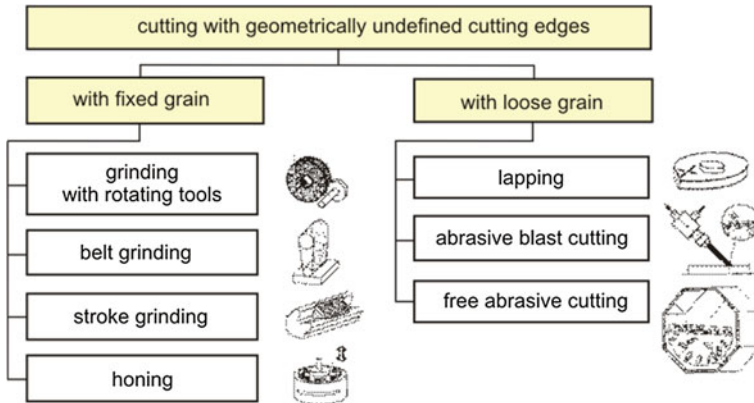 cutting with geometrically undefined cutting edges
with fixed grain
grinding
with rotating tools
belt grinding
stroke grinding
honing
with loose grain
lapping
abrasive blast cutting
free abrasive cutting